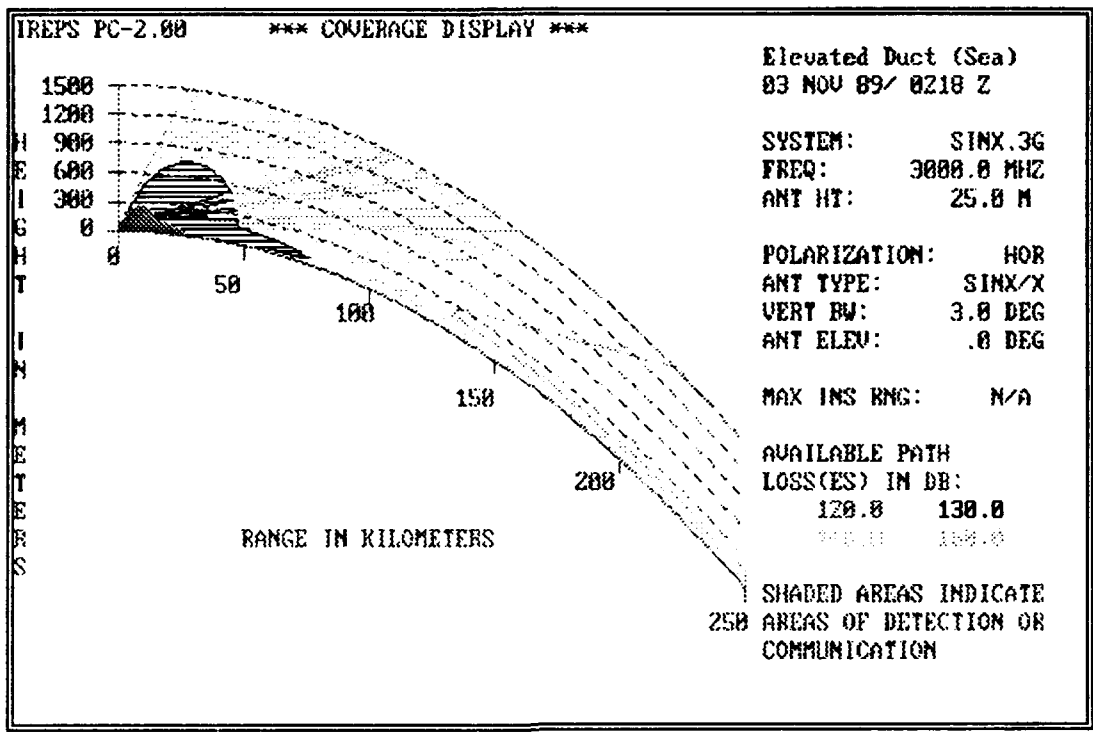 IREPS PC-2.00 *** COVERAGE DISPLAY ***
Elevated Duct (Sea)
03 NOV 89/ 0218 Z
1500
1200
900
600
300
0
HEIGHT IN METERS
0
50
100
150
200
250
RANGE IN KILOMETERS
SYSTEM: SINX.3G
FREQ: 3000.0 MHZ
ANT HT: 25.0 M
POLARIZATION: HOR
ANT TYPE: SINX/X
VERT BW: 3.0 DEG
ANT ELEV: .0 DEG
MAX INS RNG: N/A
AVAILABLE PATH
LOSS(ES) IN DB:
120.0 130.0
160.0
SHADED AREAS INDICATE
AREAS OF DETECTION OR
COMMUNICATION